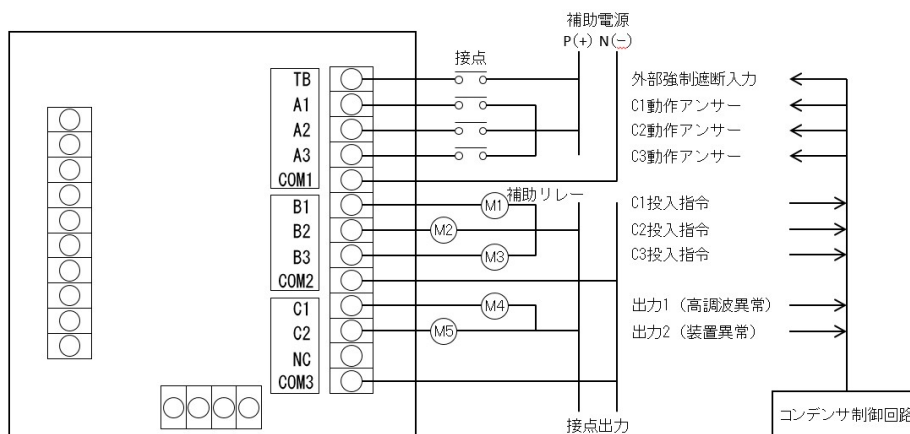 補助電源
P(+) N(−)
接点
TB
外部強制遮断入力
A1
C1動作アンサー
A2
C2動作アンサー
A3
C3動作アンサー
COM1
補助リレー
B1
M1
C1投入指令
B2
M2
C2投入指令
B3
M3
C3投入指令
COM2
C1
M4
出力1（高調波異常）
C2
M5
出力2（装置異常）
NC
COM3
接点出力
コンデンサ制御回路